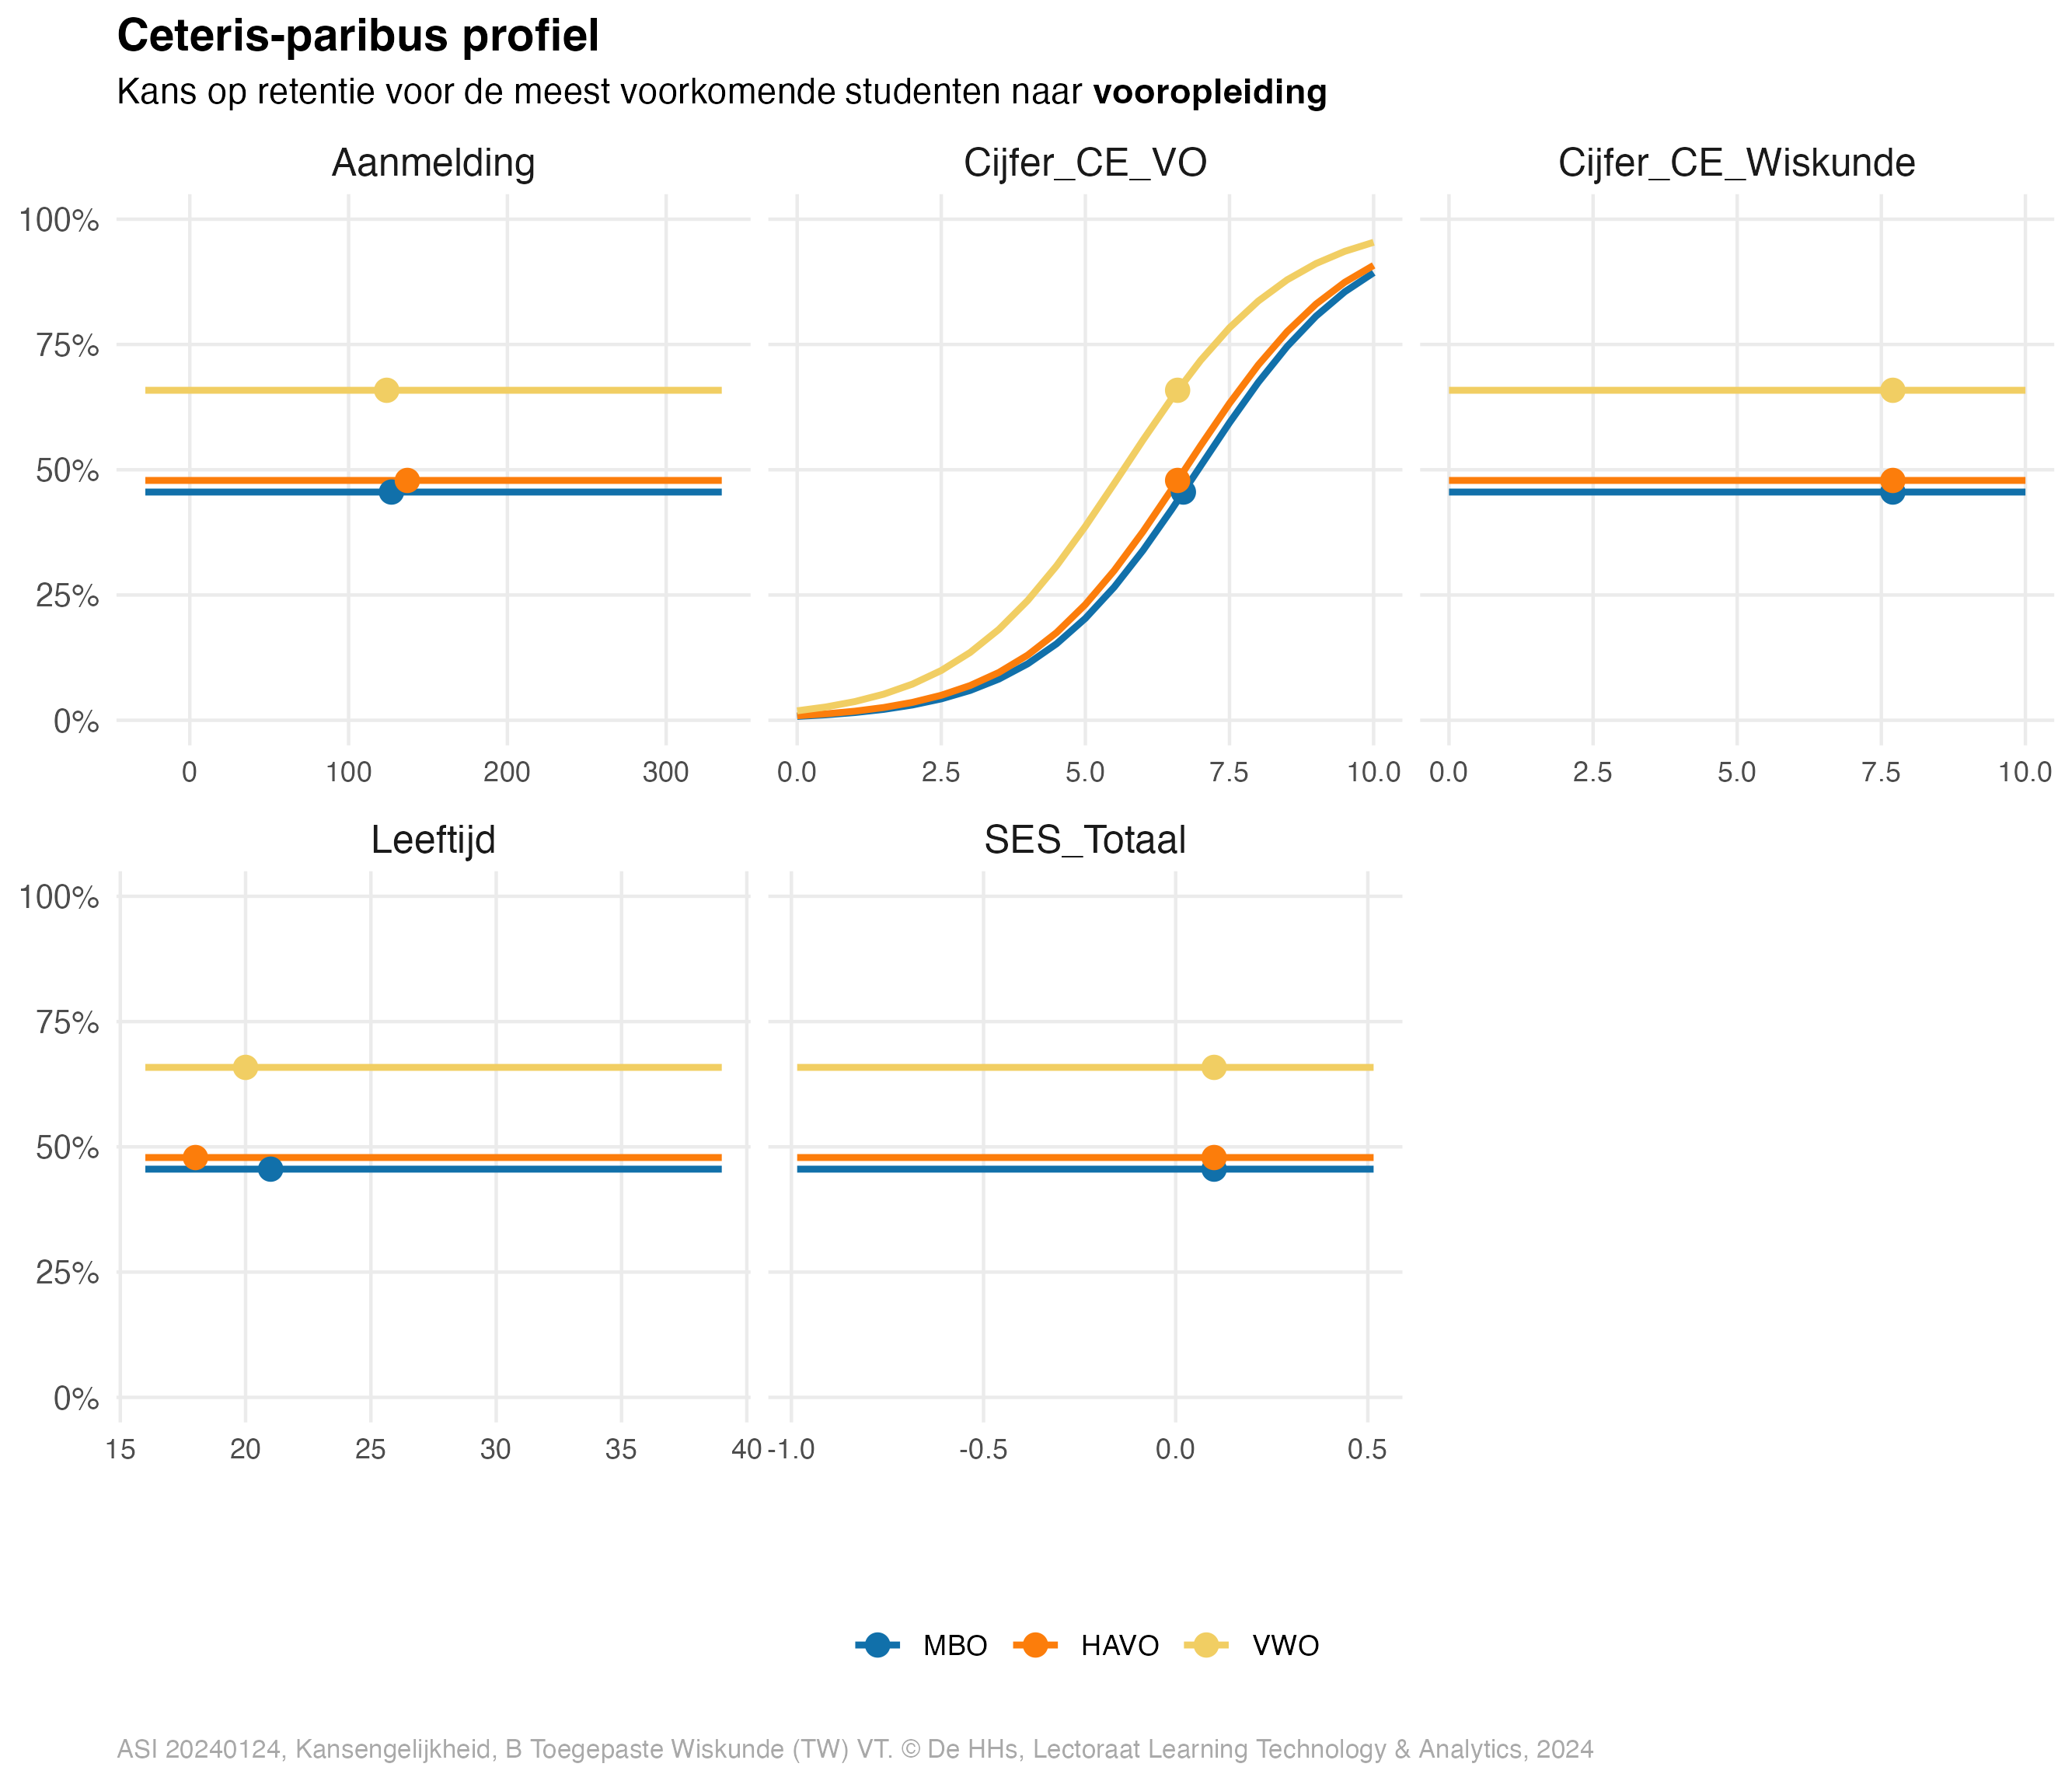 Ceteris-paribus profiel
Kans op retentie voor de meest voorkomende studenten naar vooropleiding
Aanmelding
Cijfer_CE_VO
Cijfer_CE_Wiskunde
100%
75%
50%
25%
0%
0 100 200 300
0.0 2.5 5.0 7.5 10.0
0.0 2.5 5.0 7.5 10.0
Leeftijd
SES_Totaal
100%
75%
50%
25%
0%
15 20 25 30 35 40
-1.0 -0.5 0.0 0.5
MBO HAVO VWO
ASI 20240124, Kansengelijkheid, B Toegepaste Wiskunde (TW) VT. © De HHs, Lectoraat Learning Technology & Analytics, 2024